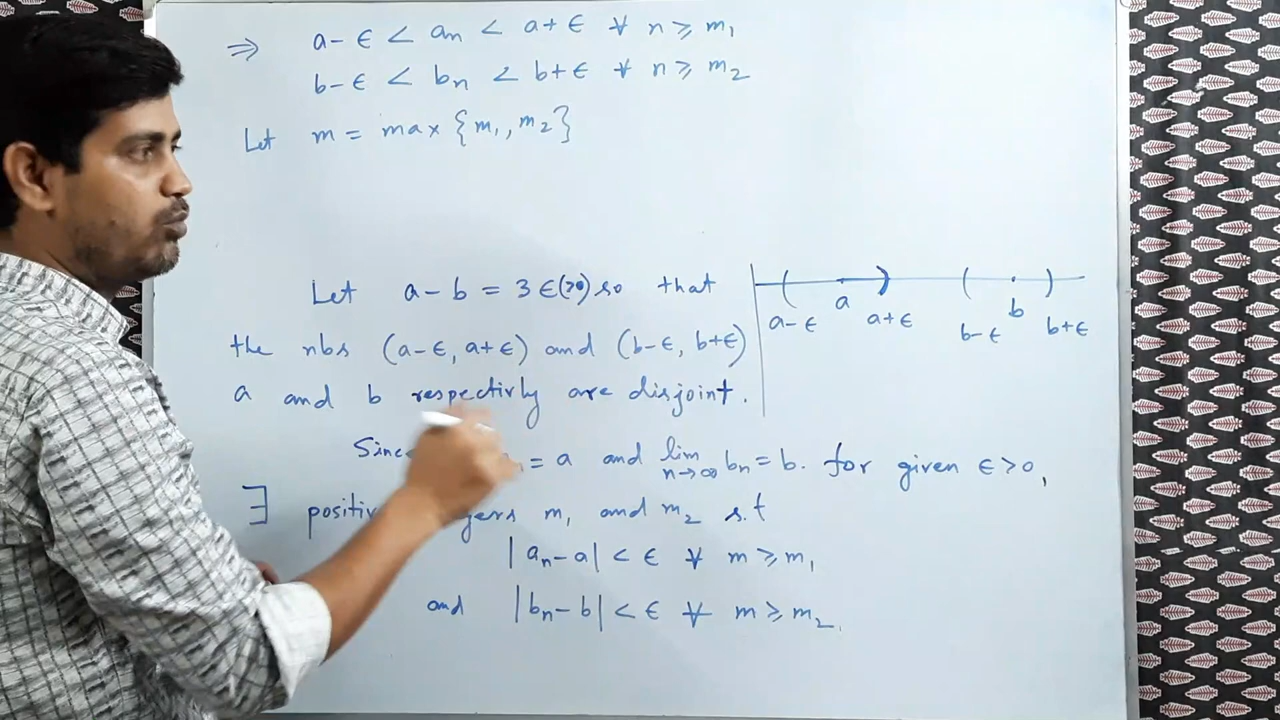 ⇒ a-ϵ < an < a+ϵ ∀ n ≥ m1
b-ϵ < bn < b+ϵ ∀ n ≥ m2
Let m = max {m1, m2}
Let a-b = 3ϵ(>0) so that
the nbs (a-ϵ, a+ϵ) and (b-ϵ, b+ϵ)
a and b respectivly are disjoint.
a-ϵ a a+ϵ b-ϵ b b+ϵ
Since n = a and lim n→∞ bn = b. for given ϵ>0,
∃ m1 and m2 s.t
|an-a| < ϵ ∀ m ≥ m1
and |bn-b| < ϵ ∀ m ≥ m2.